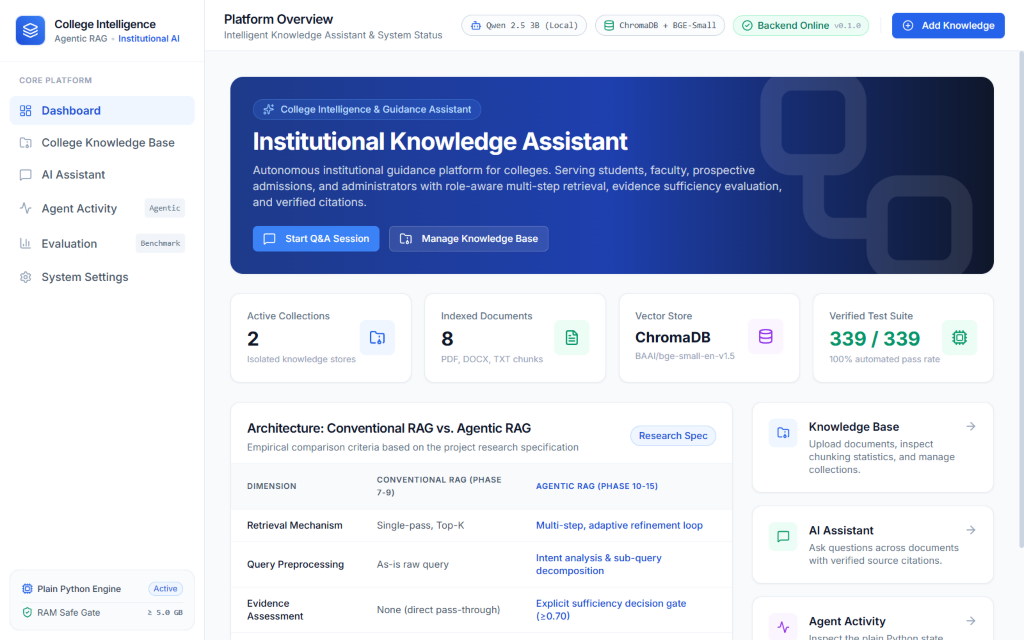 College Intelligence
Agentic RAG • Institutional AI
CORE PLATFORM
Dashboard
College Knowledge Base
AI Assistant
Agent Activity Agentic
Evaluation Benchmark
System Settings
Plain Python Engine Active
RAM Safe Gate ≥ 5.0 GB
Platform Overview
Intelligent Knowledge Assistant & System Status
Qwen 2.5 3B (Local)
ChromaDB + BGE-Small
Backend Online v0.1.0
Add Knowledge
College Intelligence & Guidance Assistant
Institutional Knowledge Assistant
Autonomous institutional guidance platform for colleges. Serving students, faculty, prospective
admissions, and administrators with role-aware multi-step retrieval, evidence sufficiency evaluation,
and verified citations.
Start Q&A Session
Manage Knowledge Base
Active Collections
2
Isolated knowledge stores
Indexed Documents
8
PDF, DOCX, TXT chunks
Vector Store
ChromaDB
BAAI/bge-small-en-v1.5
Verified Test Suite
339 / 339
100% automated pass rate
Architecture: Conventional RAG vs. Agentic RAG
Empirical comparison criteria based on the project research specification
Research Spec
DIMENSION
CONVENTIONAL RAG (PHASE
7-9)
AGENTIC RAG (PHASE 10-15)
Retrieval Mechanism
Single-pass, Top-K
Multi-step, adaptive refinement loop
Query Preprocessing
As-is raw query
Intent analysis & sub-query
decomposition
Evidence
Assessment
None (direct pass-through)
Explicit sufficiency decision gate
(≥0.70)
Knowledge Base
Upload documents, inspect
chunking statistics, and manage
collections.
AI Assistant
Ask questions across documents
with verified source citations.
Agent Activity
Inspect the plain Python state